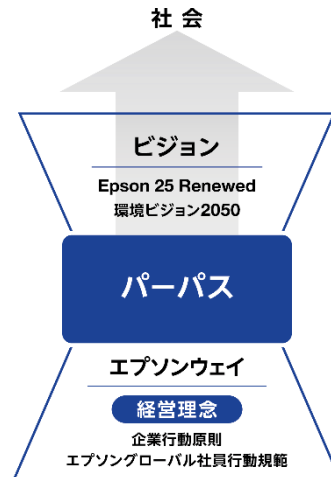 社会
ビジョン
Epson 25 Renewed
環境ビジョン2050
パーパス
エプソンウェイ
経営理念
企業行動原則
エプソングローバル社員行動規範